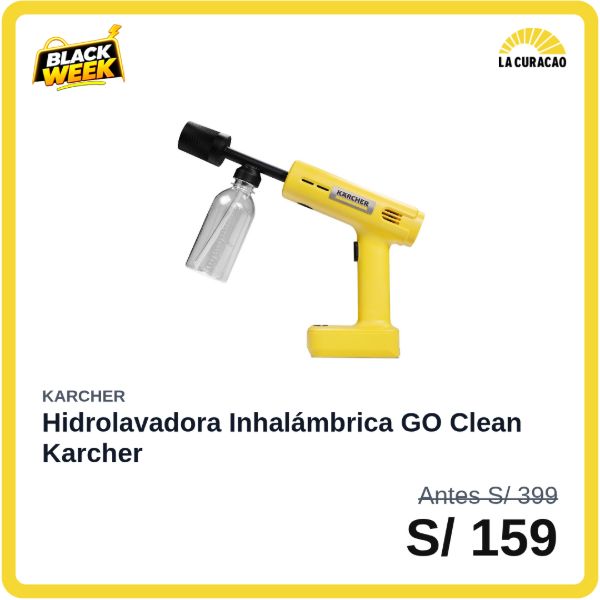 BLACK
WEEK
LA CURACAO
KARCHER
KARCHER
Hidrolavadora Inhalámbrica GO Clean
Karcher
Antes S/ 399
S/ 159